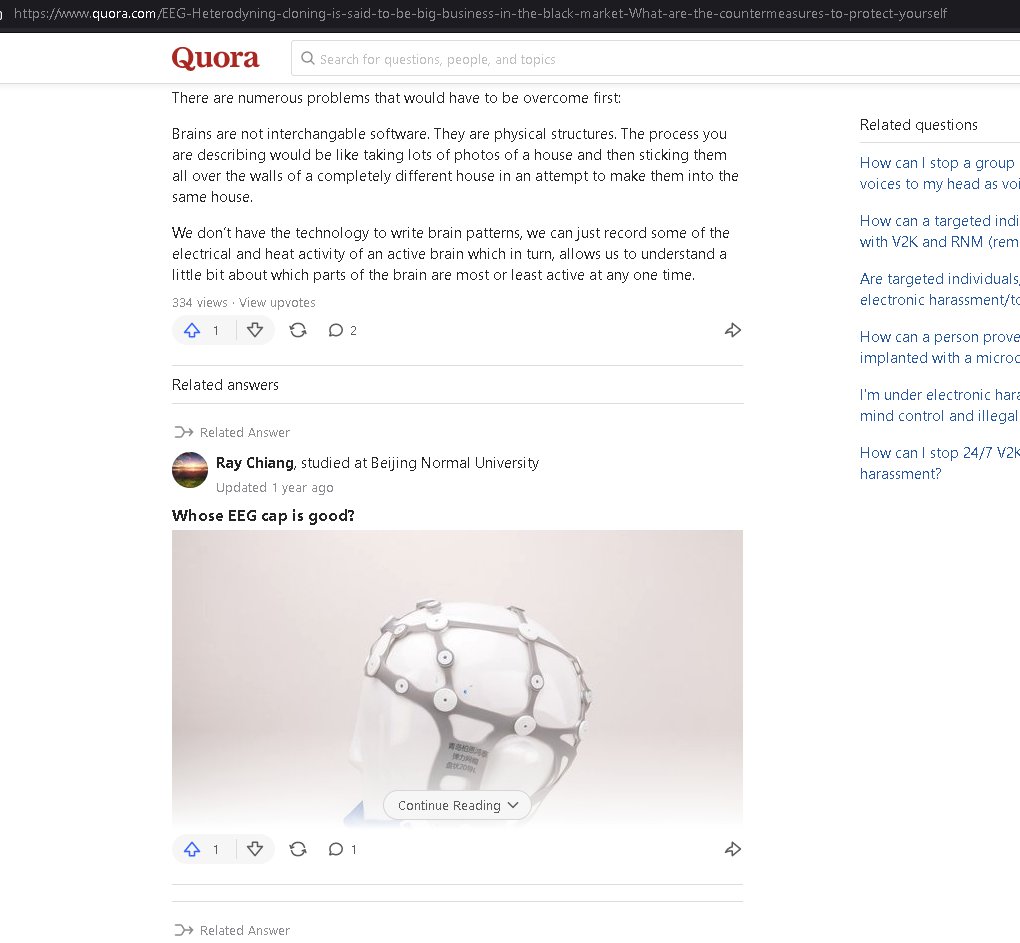 https://www.quora.com/EEG-Heterodyning-cloning-is-said-to-be-big-business-in-the-black-market-What-are-the-countermeasures-to-protect-yourself
Quora
Search for questions, people, and topics
There are numerous problems that would have to be overcome first:
Brains are not interchangable software. They are physical structures. The process you
are describing would be like taking lots of photos of a house and then sticking them
all over the walls of a completely different house in an attempt to make them into the
same house.
We don't have the technology to write brain patterns, we can just record some of the
electrical and heat activity of an active brain which in turn, allows us to understand a
little bit about which parts of the brain are most or least active at any one time.
334 views · View upvotes
1
2
Related answers
Related Answer
Ray Chiang, studied at Beijing Normal University
Updated 1 year ago
Whose EEG cap is good?
Continue Reading
1
1
Related Answer
Related questions
How can I stop a group
voices to my head as voi
How can a targeted indi
with V2K and RNM (rem
Are targeted individuals,
electronic harassment/to
How can a person prove
implanted with a microc
I'm under electronic hara
mind control and illegal
How can I stop 24/7 V2K
harassment?